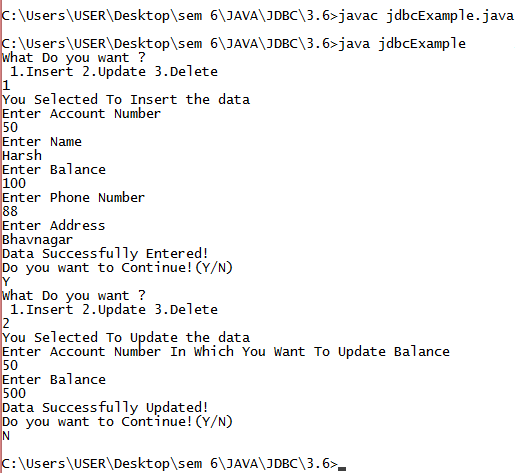 C:\Users\USER\Desktop\sem 6\JAVA\JDBC\3.6>javac jdbcExample.java
C:\Users\USER\Desktop\sem 6\JAVA\JDBC\3.6>java jdbcExample
What Do you want ?
 1.Insert 2.Update 3.Delete
1
You Selected To Insert the data
Enter Account Number
50
Enter Name
Harsh
Enter Balance
100
Enter Phone Number
88
Enter Address
Bhavnagar
Data Successfully Entered!
Do you want to Continue!(Y/N)
Y
What Do you want ?
 1.Insert 2.Update 3.Delete
2
You Selected To Update the data
Enter Account Number In Which You Want To Update Balance
50
Enter Balance
500
Data Successfully Updated!
Do you want to Continue!(Y/N)
N
C:\Users\USER\Desktop\sem 6\JAVA\JDBC\3.6>